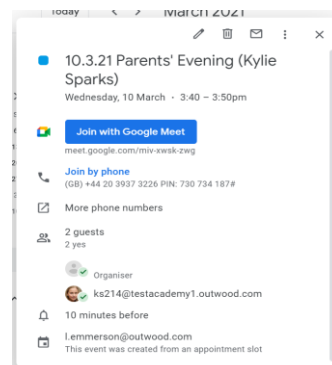 Today
March 2021
10.3.21 Parents' Evening (Kylie
Sparks)
Wednesday, 10 March · 3:40 – 3:50pm
Join with Google Meet
meet.google.com/miv-xwsk-zwg
Join by phone
(GB) +44 20 3937 3226 PIN: 730 734 187#
More phone numbers
2 guests
2 yes
Organiser
ks214@testacademy1.outwood.com
10 minutes before
l.emmerson@outwood.com
This event was created from an appointment slot